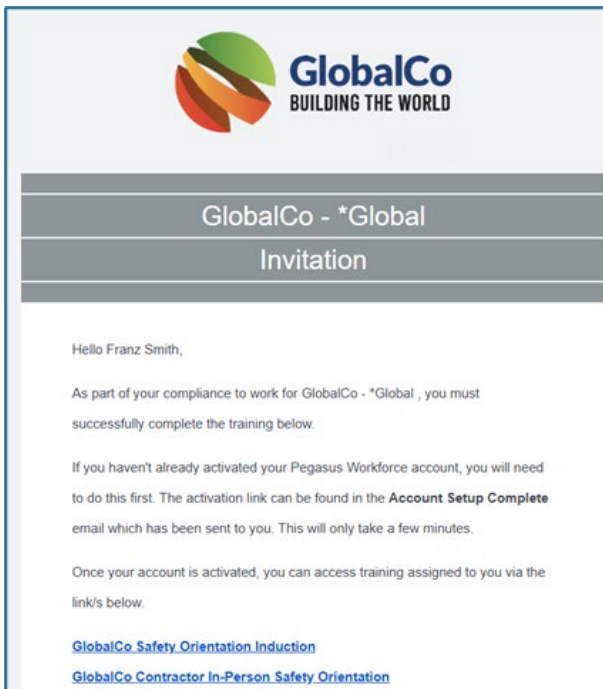 GlobalCo
BUILDING THE WORLD
GlobalCo - *Global
Invitation
Hello Franz Smith,
As part of your compliance to work for GlobalCo - *Global , you must
successfully complete the training below.
If you haven't already activated your Pegasus Workforce account, you will need
to do this first. The activation link can be found in the Account Setup Complete
email which has been sent to you. This will only take a few minutes.
Once your account is activated, you can access training assigned to you via the
link/s below.
GlobalCo Safety Orientation Induction
GlobalCo Contractor In-Person Safety Orientation